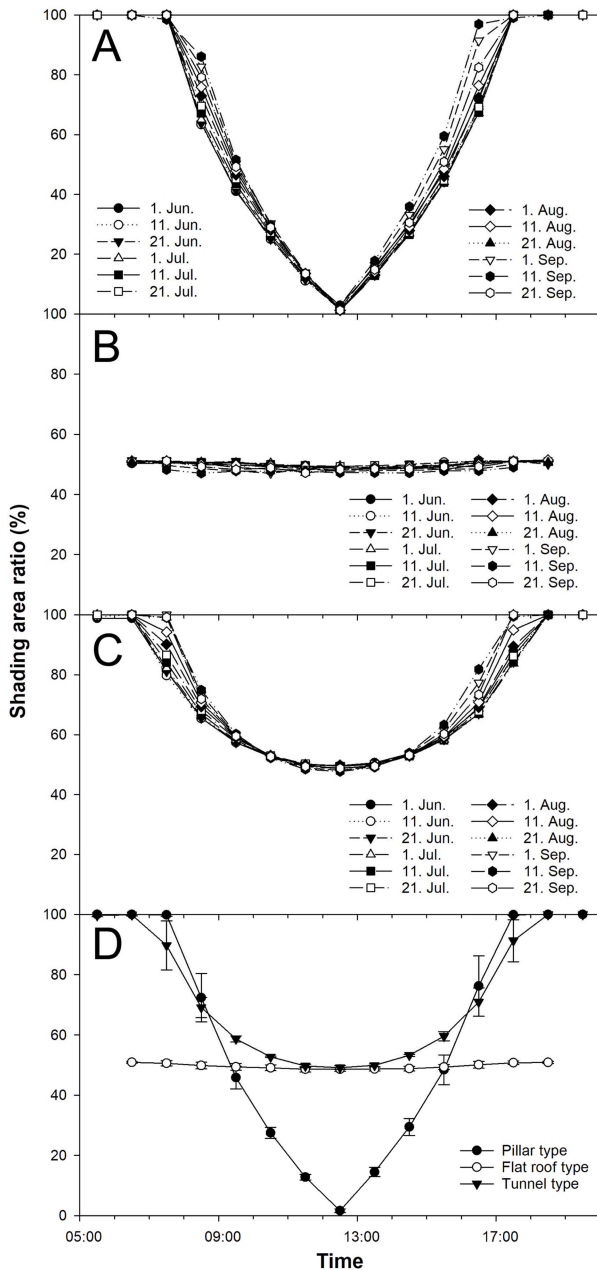 A
100
80
60
40
20
1. Jun.
11. Jun.
21. Jun.
1. Jul.
11. Jul.
21. Jul.
1. Aug.
11. Aug.
21. Aug.
1. Sep.
11. Sep.
21. Sep.
B
100
80
60
40
20
1. Jun.
11. Jun.
21. Jun.
1. Jul.
11. Jul.
21. Jul.
1. Aug.
11. Aug.
21. Aug.
1. Sep.
11. Sep.
21. Sep.
Shading area ratio (%)
C
100
80
60
40
20
1. Jun.
11. Jun.
21. Jun.
1. Jul.
11. Jul.
21. Jul.
1. Aug.
11. Aug.
21. Aug.
1. Sep.
11. Sep.
21. Sep.
D
100
80
60
40
20
0
Pillar type
Flat roof type
Tunnel type
05:00 09:00 13:00 17:00
Time